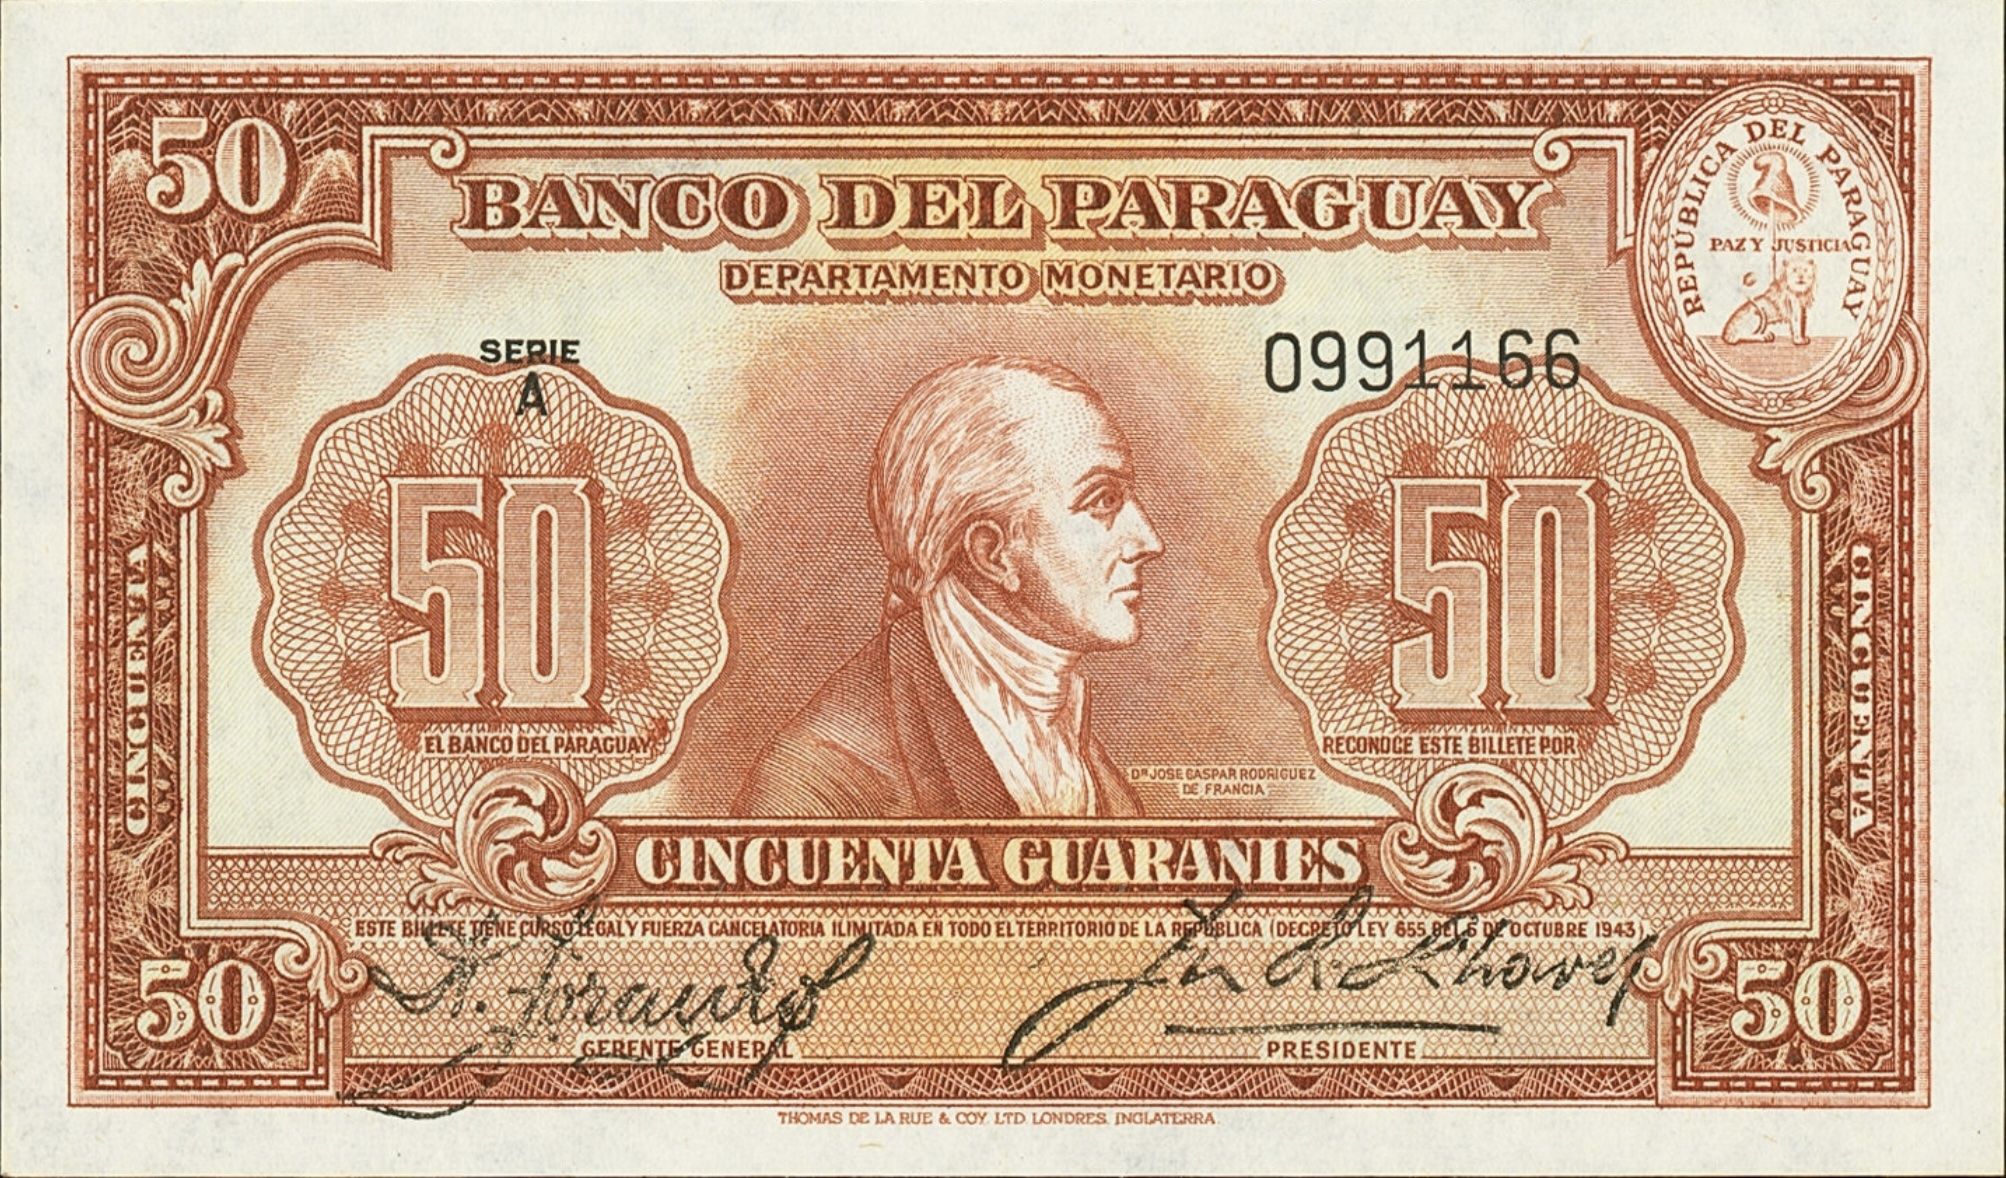 50
BANCO DEL PARAGUAY
DEPARTAMENTO MONETARIO
REPÚBLICA DEL PARAGUAY
PAZ Y JUSTICIA
SERIE
A
0991166
50
50
CINCUENTA
CINCUENTA
EL BANCO DEL PARAGUAY
RECONOCE ESTE BILLETE POR
DR JOSE GASPAR RODRIGUEZ
DE FRANCIA
CINCUENTA GUARANIES
ESTE BILLETE TIENE CURSO LEGAL Y FUERZA CANCELATORIA ILIMITADA EN TODO EL TERRITORIO DE LA REPÚBLICA (DECRETO LEY 655 DEL 5 DE OCTUBRE 1943)
50
50
GERENTE GENERAL
PRESIDENTE
THOMAS DE LA RUE & COY. LTD. LONDRES. INGLATERRA.